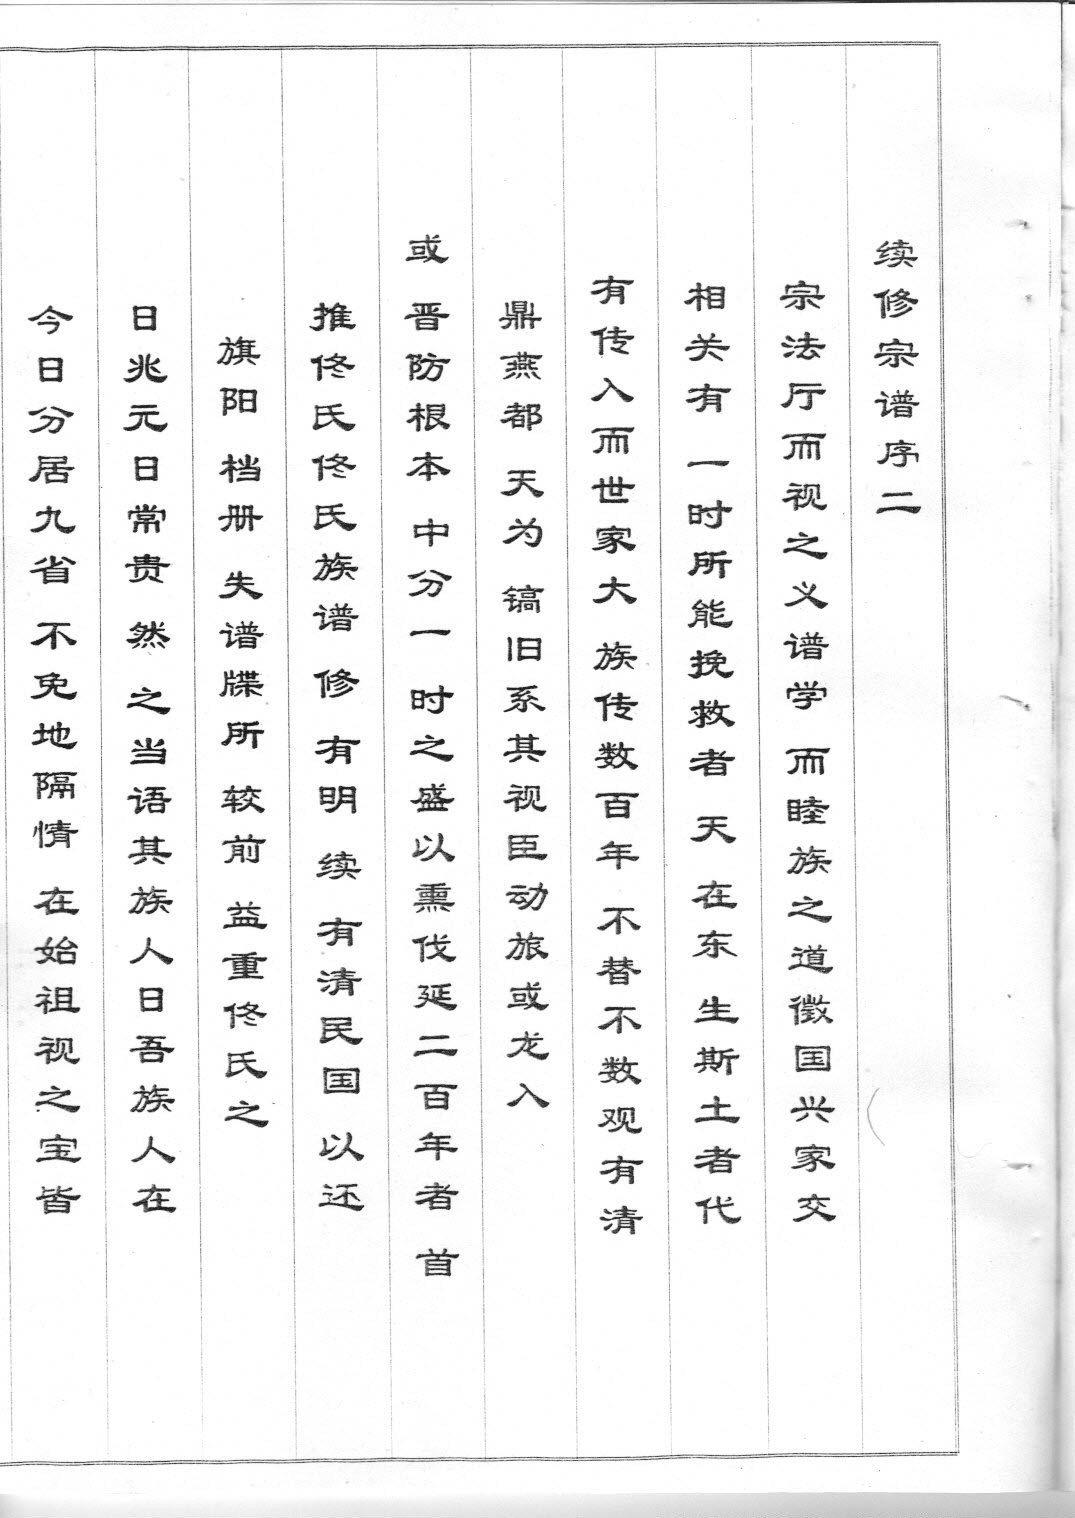 续修宗谱序二
宗法厅而视之义谱学 而睦族之道徵国兴家交
相关有 一时所能挽救者 天 在东 生斯土者代
有传入而世家大 族传数百年 不替不数观有清
鼎燕都 天为 镐旧系其视臣动旅或龙入
或 晋防根本 中分一 时之盛以熏伐延二百年者 首
推佟氏佟氏族谱 修 有明 续 有清民国 以还
旗阳 档册 失谱牒所 较前 益重佟氏之
日兆元日常贵 然 之当语其族人日吾族人在
今日分居九省 不免地隔情 在始祖视之宝皆